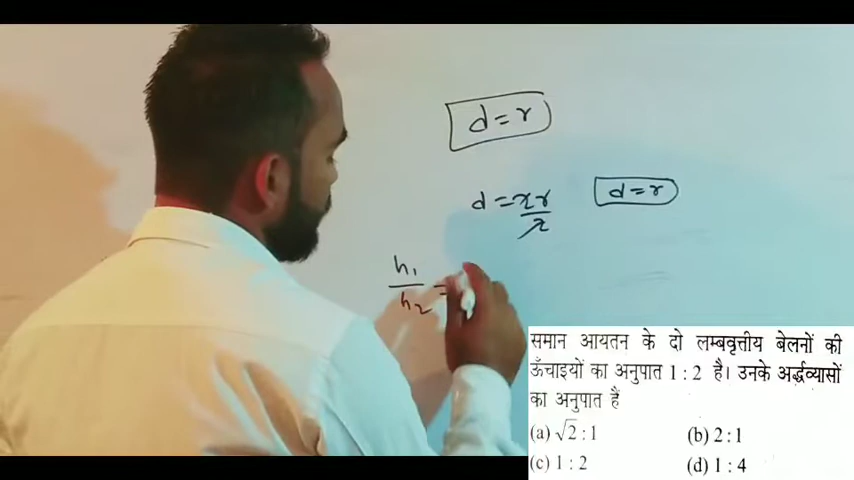 d = r
d = 2r/2 d = r
h1/h2 =
समान आयतन के दो लम्बवृत्तीय बेलनों की
ऊँचाइयों का अनुपात 1 : 2 है। उनके अर्द्धव्यासों
का अनुपात है
(a) √2 : 1 (b) 2 : 1
(c) 1 : 2 (d) 1 : 4